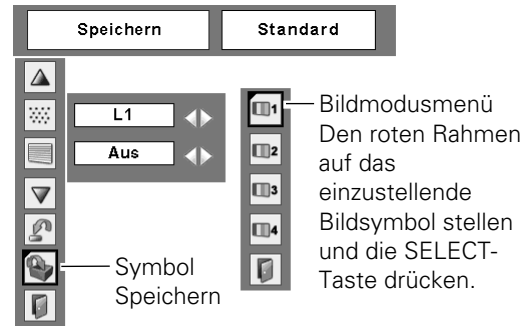 Speichern Standard
L1
Aus
1
2
3
4
Bildmodusmenü
Den roten Rahmen
auf das
einzustellende
Bildsymbol stellen
und die SELECT-
Taste drücken.
Symbol
Speichern